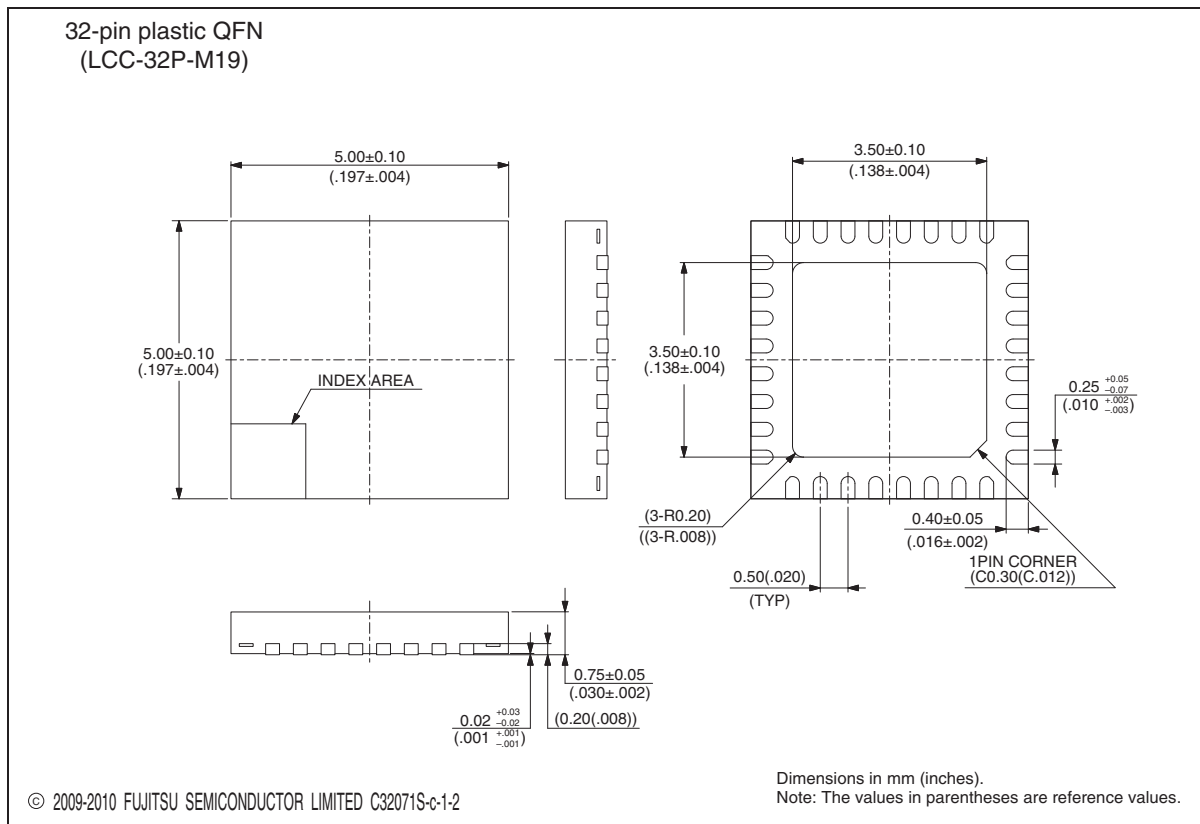 32-pin plastic QFN
(LCC-32P-M19)
5.00±0.10
(.197±.004)
3.50±0.10
(.138±.004)
5.00±0.10
(.197±.004)
INDEX AREA
3.50±0.10
(.138±.004)
0.25 +0.05 −0.07
(.010 +.002 −.003)
(3-R0.20)
((3-R.008))
0.40±0.05
(.016±.002)
1PIN CORNER
(C0.30(C.012))
0.50(.020)
(TYP)
0.75±0.05
(.030±.002)
0.02 +0.03 −0.02
(.001 +.001 −.001)
(0.20(.008))
© 2009-2010 FUJITSU SEMICONDUCTOR LIMITED C32071S-c-1-2
Dimensions in mm (inches).
Note: The values in parentheses are reference values.